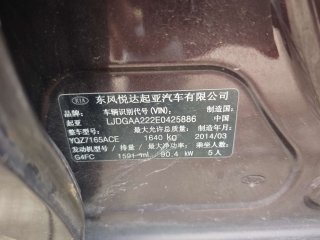 KIA 东风悦达起亚汽车有限公司
品牌: 车辆识别代号(VIN): 制造国:
起亚 LJDGAA222E0425886 中国
型号: 最大允许总质量: 制造年月:
YQZ7165ACE 1640 kg 2014/03
发动机型号/排量/最大净功率: 乘坐人数:
G4FC 1591 ml 90.4 kW 5人